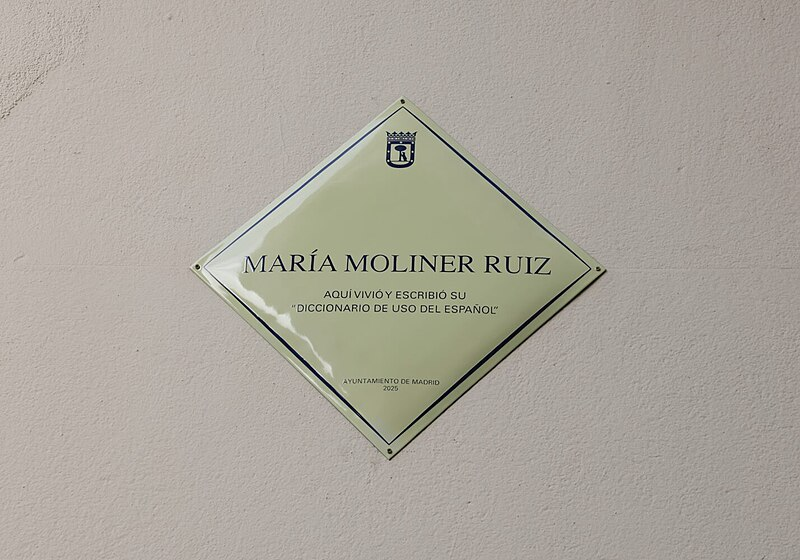 MARÍA MOLINER RUIZ
AQUÍ VIVIÓ Y ESCRIBIÓ SU
"DICCIONARIO DE USO DEL ESPAÑOL"
AYUNTAMIENTO DE MADRID
2025